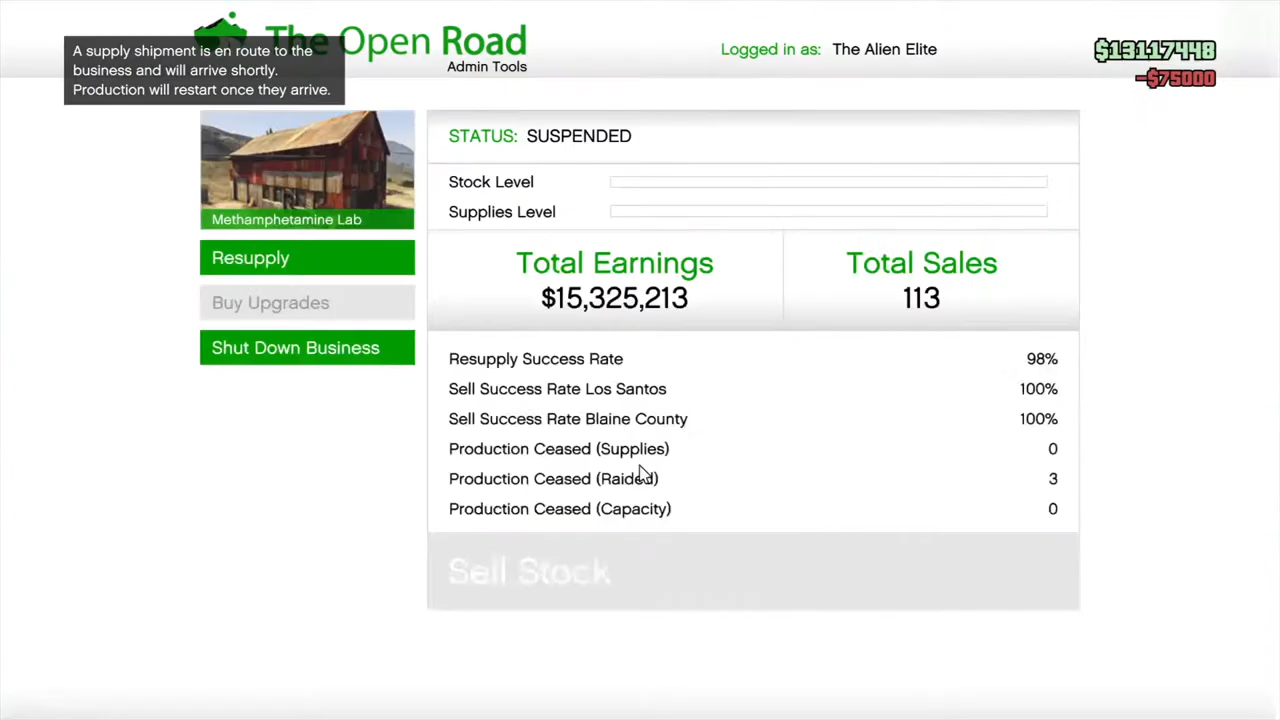 The Open Road
Admin Tools
A supply shipment is en route to the
business and will arrive shortly.
Production will restart once they arrive.
Logged in as: The Alien Elite
$13117448
-$75000
Methamphetamine Lab
Resupply
Buy Upgrades
Shut Down Business
STATUS: SUSPENDED
Stock Level
Supplies Level
Total Earnings
$15,325,213
Total Sales
113
Resupply Success Rate 98%
Sell Success Rate Los Santos 100%
Sell Success Rate Blaine County 100%
Production Ceased (Supplies) 0
Production Ceased (Raided) 3
Production Ceased (Capacity) 0
Sell Stock